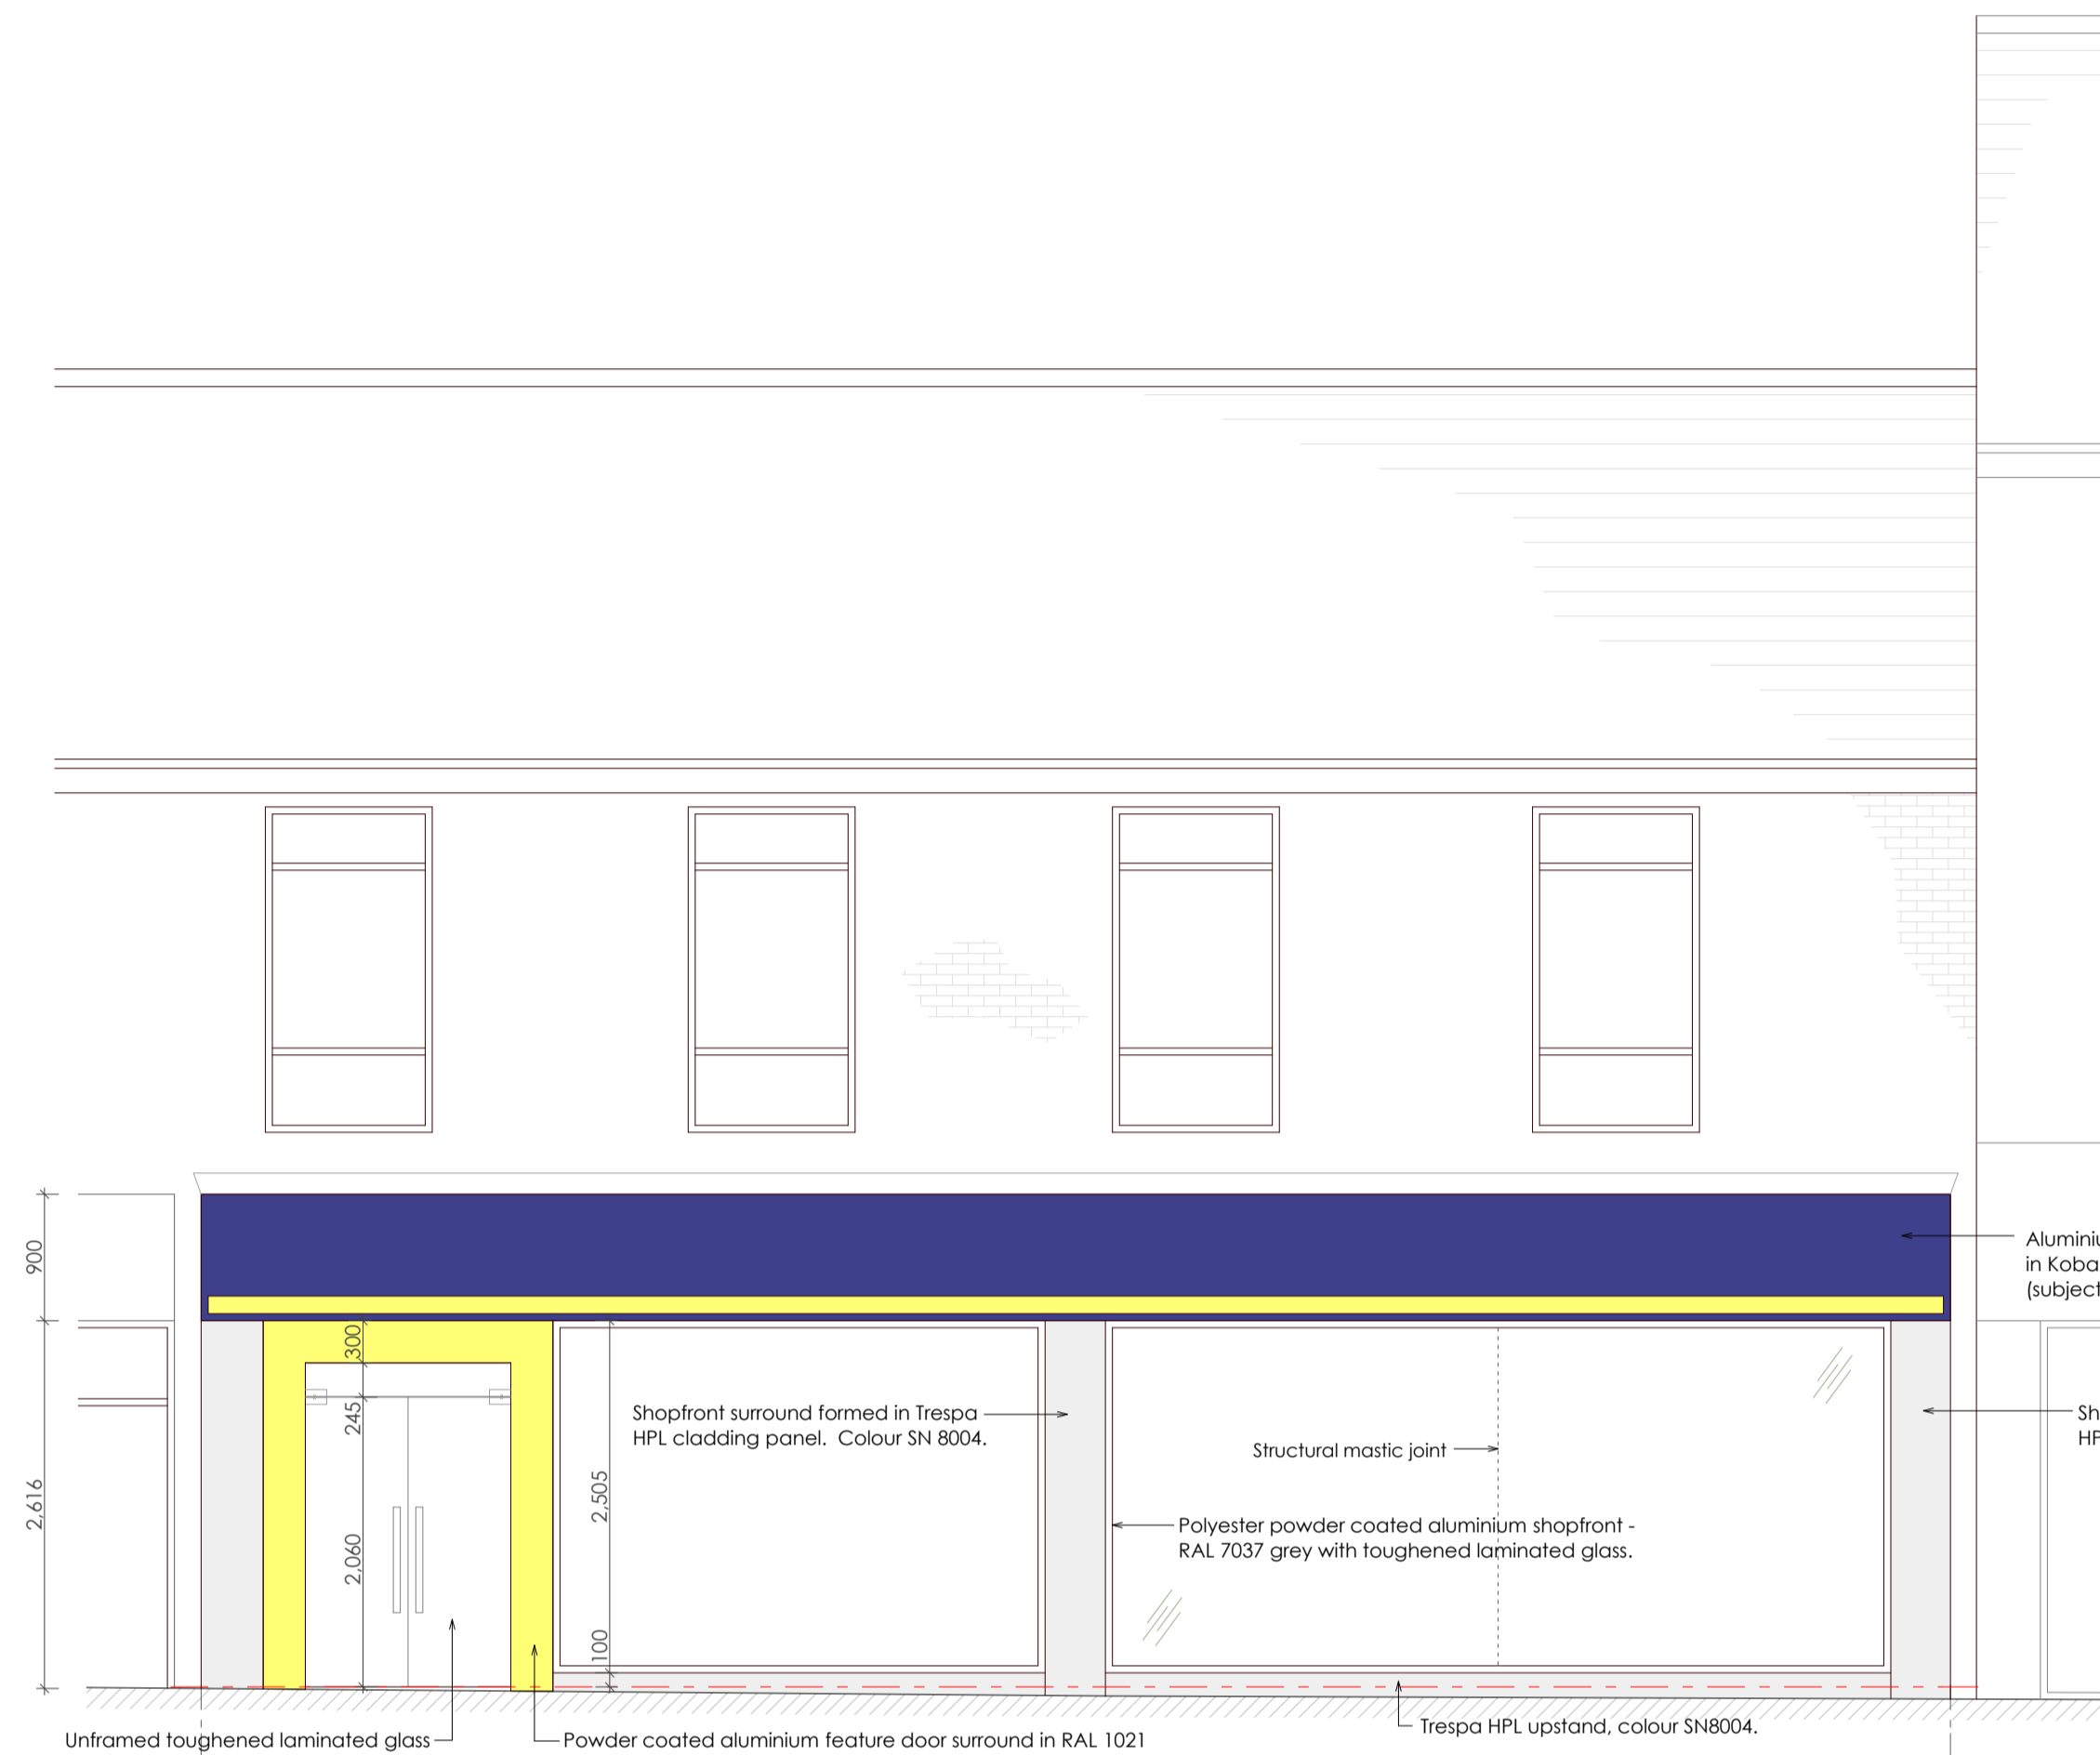 900
Aluminiu
in Koba
(subject
300
245
Shopfront surround formed in Trespa
HPL cladding panel.  Colour SN 8004.
Sh
HP
Structural mastic joint
2,616
2,505
Polyester powder coated aluminium shopfront -
RAL 7037 grey with toughened laminated glass.
2,060
100
Trespa HPL upstand, colour SN8004.
Unframed toughened laminated glass
Powder coated aluminium feature door surround in RAL 1021